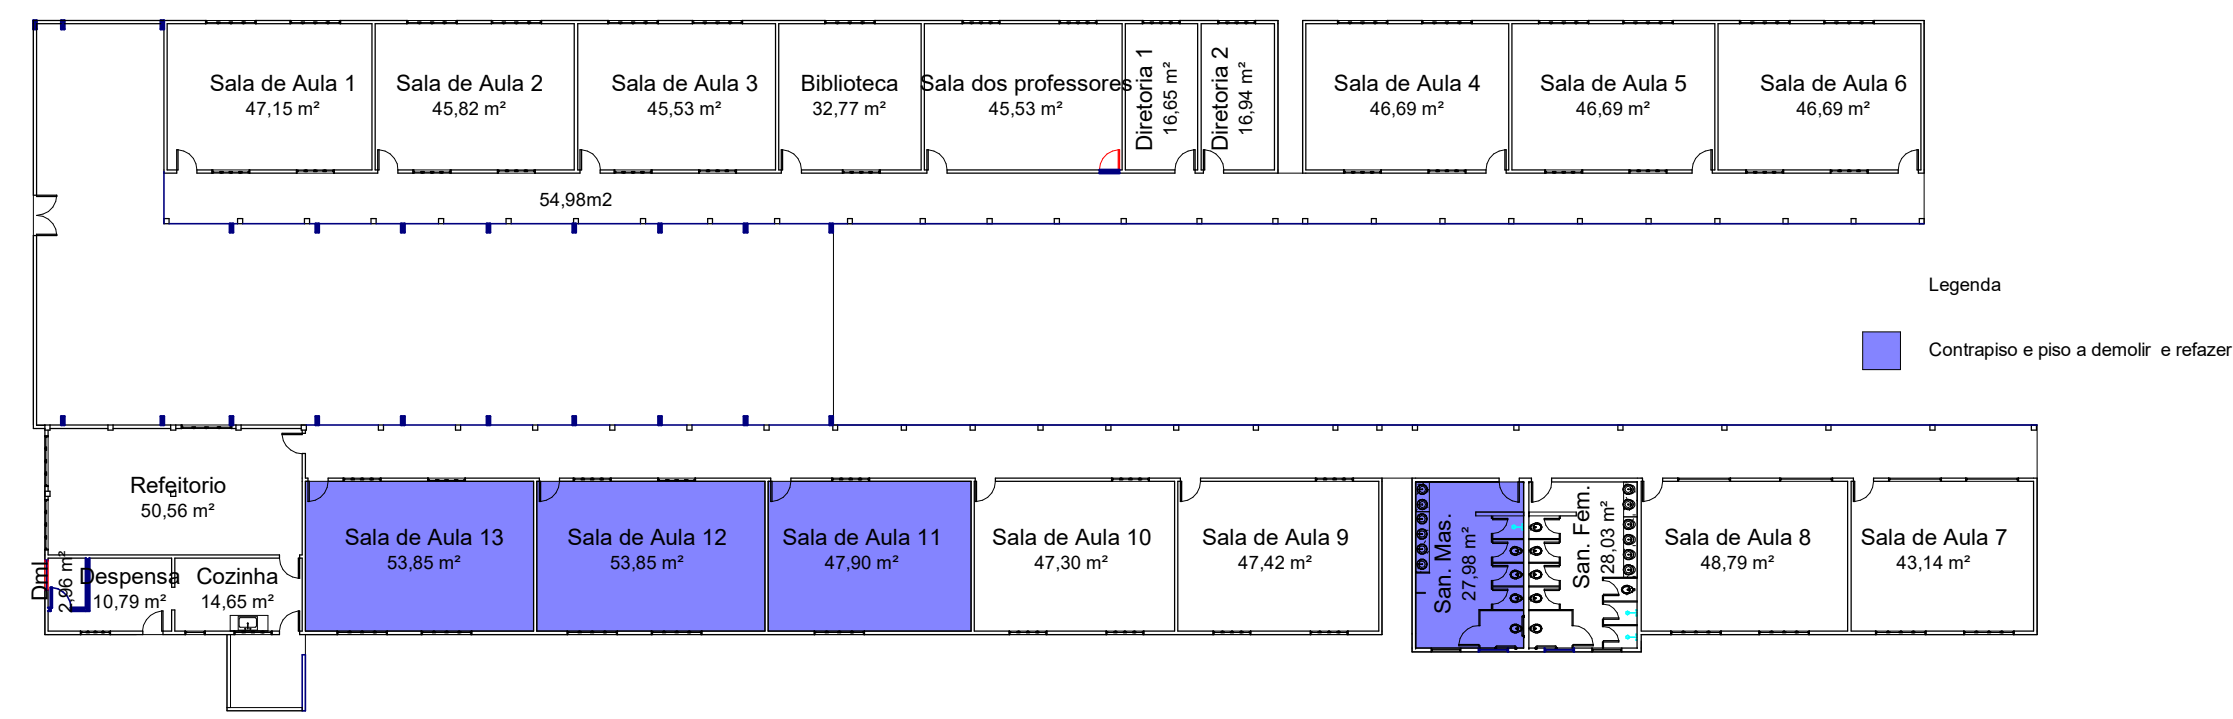 Sala de Aula 1
47,15 m²
Sala de Aula 2
45,82 m²
Sala de Aula 3
45,53 m²
Biblioteca
32,77 m²
Sala dos professores
45,53 m²
Diretoria 1
16,65 m²
Diretoria 2
16,94 m²
Sala de Aula 4
46,69 m²
Sala de Aula 5
46,69 m²
Sala de Aula 6
46,69 m²
54,98m2
Legenda
Contrapiso e piso a demolir e refazer
Refeitorio
50,56 m²
Dml
2,96 m²
Despensa
10,79 m²
Cozinha
14,65 m²
Sala de Aula 13
53,85 m²
Sala de Aula 12
53,85 m²
Sala de Aula 11
47,90 m²
Sala de Aula 10
47,30 m²
Sala de Aula 9
47,42 m²
San. Mas.
27,98 m²
San. Fem.
28,03 m²
Sala de Aula 8
48,79 m²
Sala de Aula 7
43,14 m²